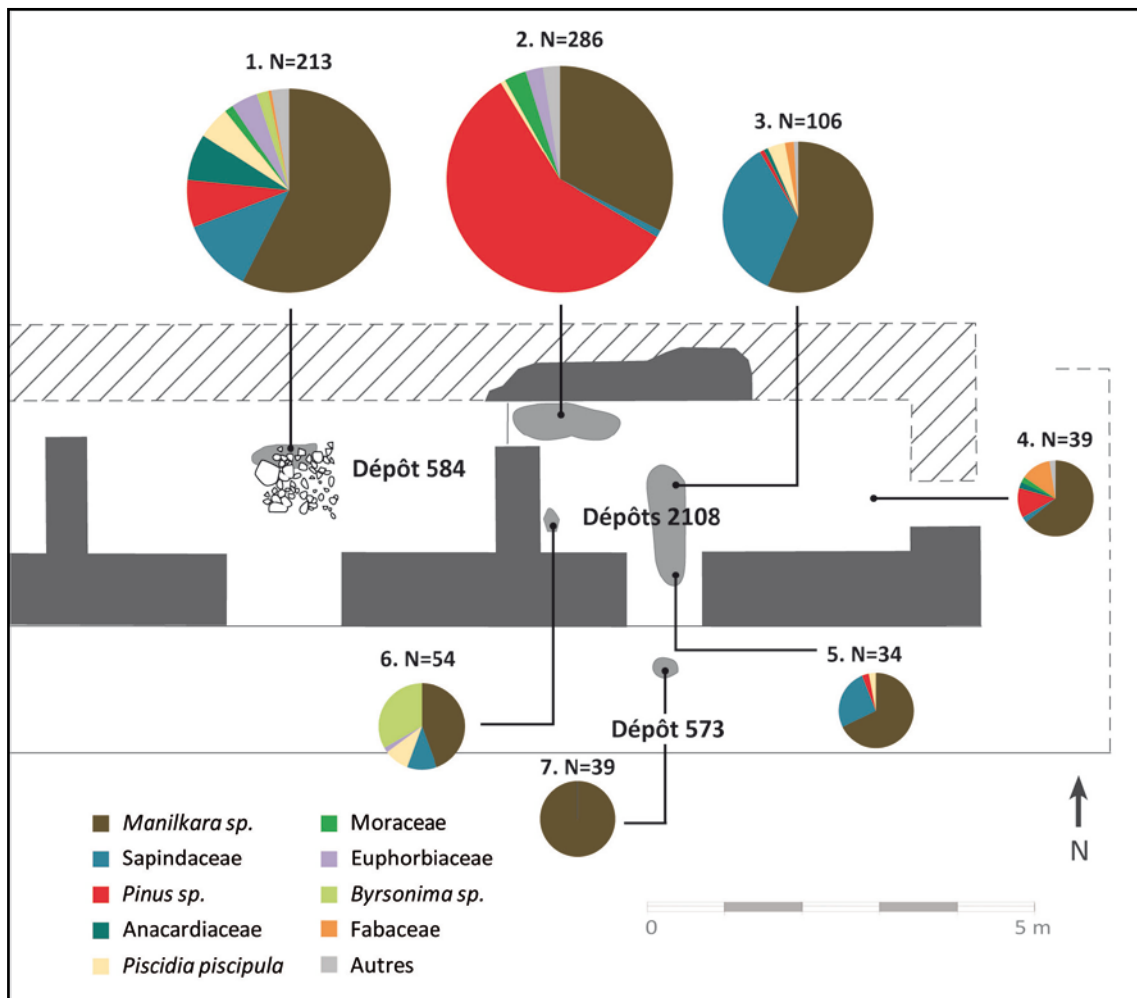 1. N=213
2. N=286
3. N=106
4. N=39
Dépôt 584
Dépôts 2108
6. N=54
5. N=34
Dépôt 573
7. N=39
Manilkara sp.
Sapindaceae
Pinus sp.
Anacardiaceae
Piscidia piscipula
Moraceae
Euphorbiaceae
Byrsonima sp.
Fabaceae
Autres
N
0
5 m